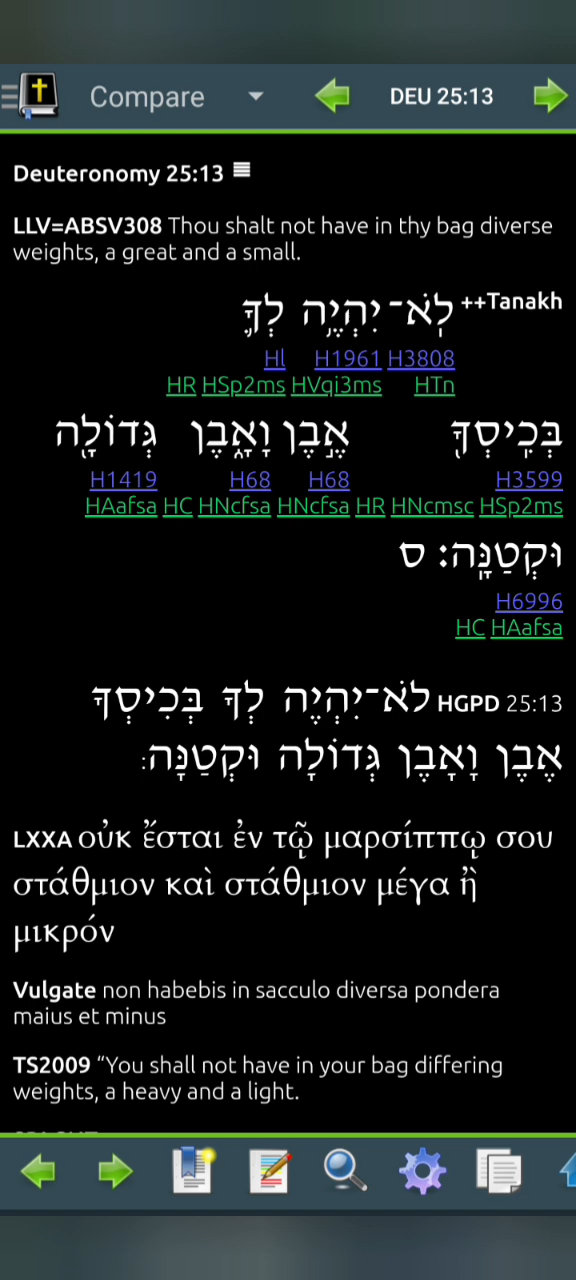 Compare
DEU 25:13
Deuteronomy 25:13
LLV=ABSV308 Thou shalt not have in thy bag diverse
weights, a great and a small.
++Tanakh לֹֽא־ יִהְיֶ֥ה לְךָ֛
H3808 H1961 Hl
HTn HVqi3ms HSp2ms HR
בְּכִֽיסְךָ֖ אֶ֣בֶן וָאָ֑בֶן גְּדוֹלָ֖ה
H3599 H68 H68 H1419
HSp2ms HNcmsc HR HNcfsa HNcfsa HC HAafsa
וּקְטַנָּֽה׃ ס
H6996
HAafsa HC
HGPD 25:13 לֹא־יִהְיֶה לְךָ בְּכִיסְךָ
אֶבֶן וָאָבֶן גְּדוֹלָה וּקְטַנָּה:
LXXA οὐκ ἔσται ἐν τῷ μαρσίππῳ σου
στάθμιον καὶ στάθμιον μέγα ἢ
μικρόν
Vulgate non habebis in sacculo diversa pondera
maius et minus
TS2009 “You shall not have in your bag differing
weights, a heavy and a light.